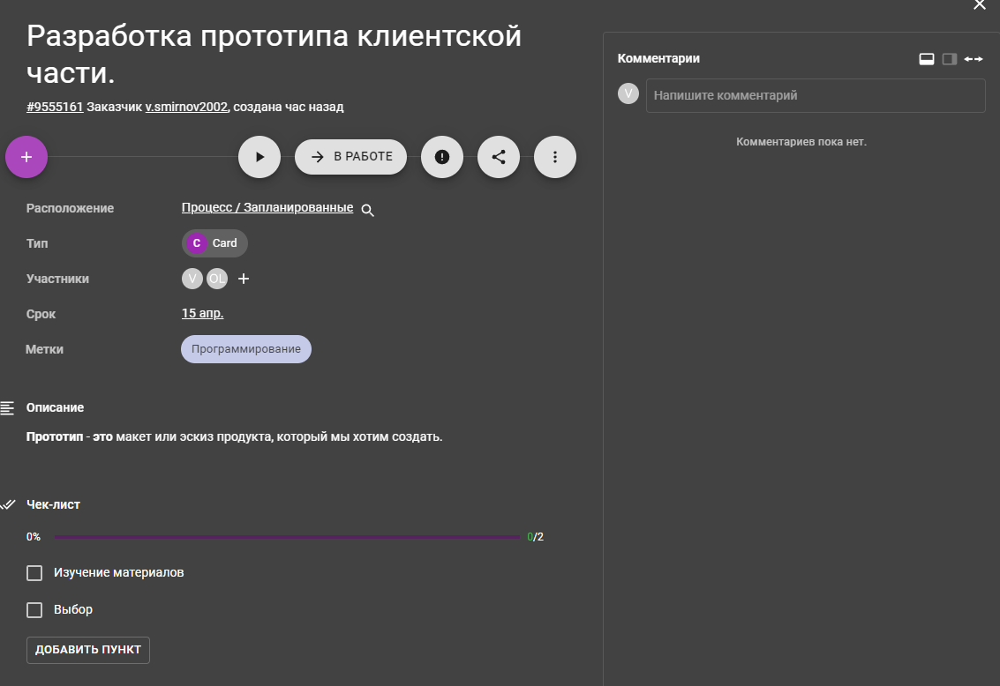 Разработка прототипа клиентской
части.
#9555161 Заказчик v.smirnov2002, создана час назад
В РАБОТЕ
Расположение Процесс / Запланированные
Тип C Card
Участники V OL
Срок 15 апр.
Метки Программирование
Описание
Прототип - это макет или эскиз продукта, который мы хотим создать.
Чек-лист
0% 0/2
Изучение материалов
Выбор
ДОБАВИТЬ ПУНКТ
Комментарии
V Напишите комментарий
Комментариев пока нет.